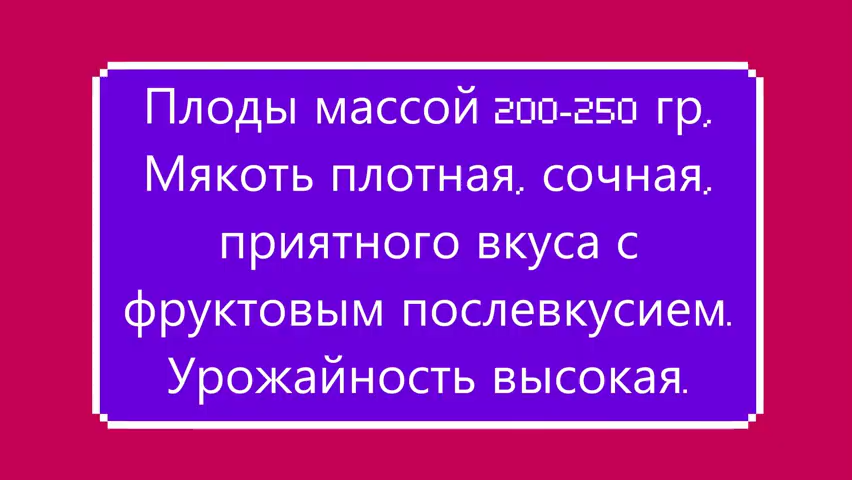 Плоды массой 200-250 гр,
Мякоть плотная, сочная,
приятного вкуса с
фруктовым послевкусием.
Урожайность высокая.